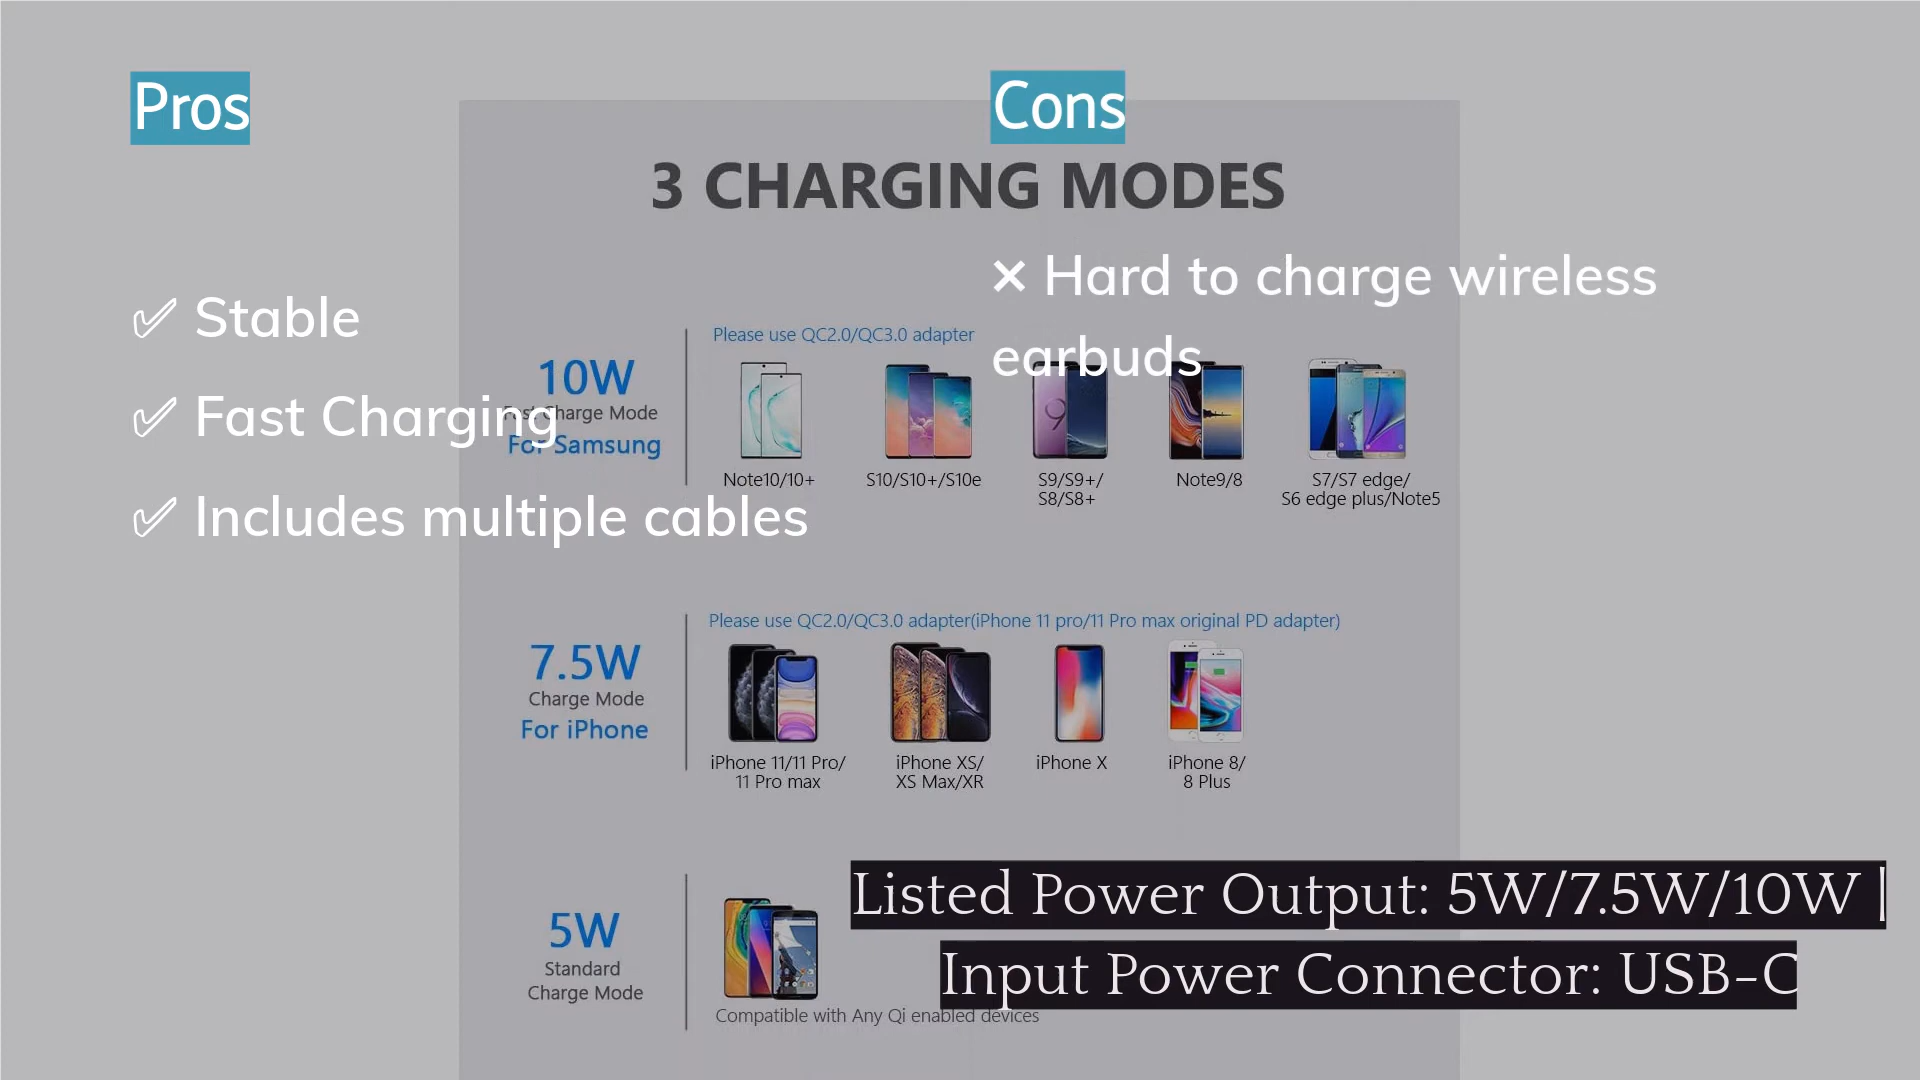 Pros
Cons
3 CHARGING MODES
✅ Stable
✅ Fast Charging
✅ Includes multiple cables
❌ Hard to charge wireless
earbuds
Please use QC2.0/QC3.0 adapter
10W
Fast Charge Mode
For Samsung
Note10/10+
S10/S10+/S10e
S9/S9+/
S8/S8+
Note9/8
S7/S7 edge/
S6 edge plus/Note5
Please use QC2.0/QC3.0 adapter(iPhone 11 pro/11 Pro max original PD adapter)
7.5W
Charge Mode
For iPhone
iPhone 11/11 Pro/
11 Pro max
iPhone XS/
XS Max/XR
iPhone X
iPhone 8/
8 Plus
5W
Standard
Charge Mode
Compatible with Any Qi enabled devices
Listed Power Output: 5W/7.5W/10W |
Input Power Connector: USB-C